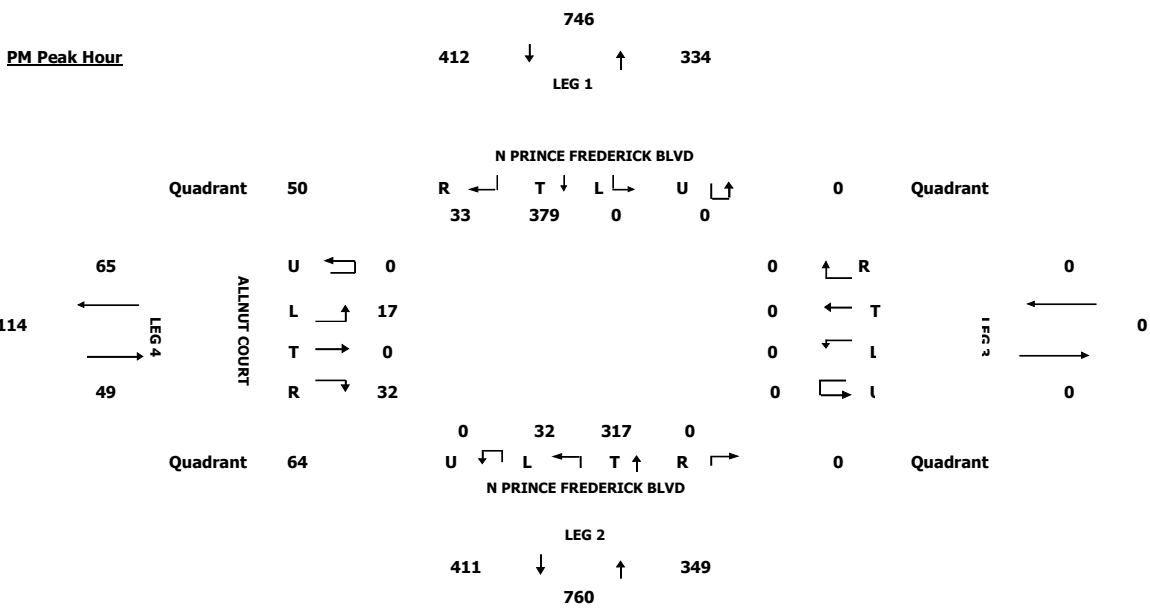 746
PM Peak Hour 412 334
LEG 1
N PRINCE FREDERICK BLVD
Quadrant 50 R T L U 0 Quadrant
33 379 0 0
65 U 0 0 R 0
L 17 0 T
114 LEG 4 ALLNUT COURT 0
T 0 0 L
49 R 32 0 0
0 32 317 0
Quadrant 64 U L T R 0 Quadrant
N PRINCE FREDERICK BLVD
LEG 2
411 349
760